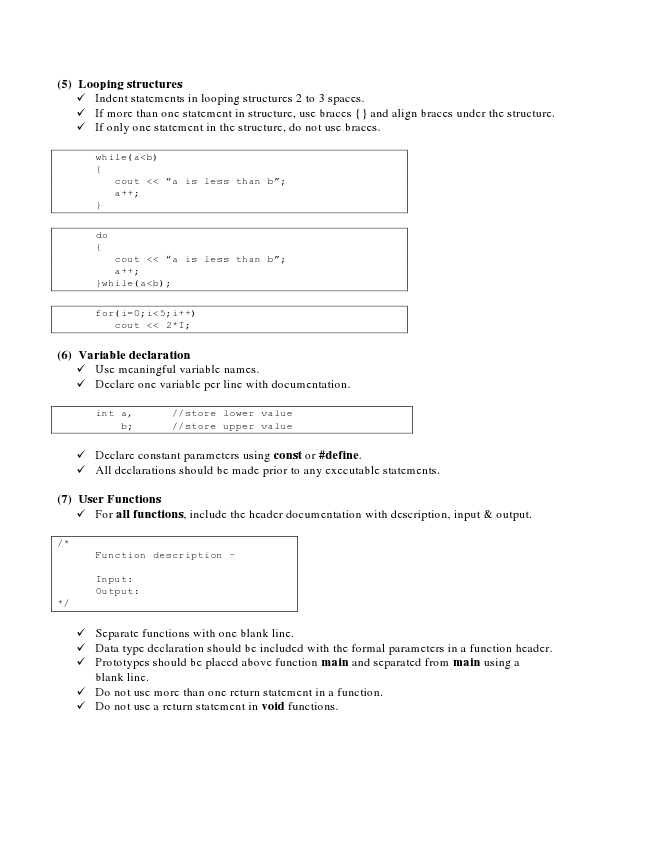 (5) Looping structures
✓ Indent statements in looping structures 2 to 3 spaces.
✓ If more than one statement in structure, use braces { } and align braces under the structure.
✓ If only one statement in the structure, do not use braces.
while(a<b)
{
cout << “a is less than b”;
a++;
}
do
{
cout << “a is less than b”;
a++;
}while(a<b);
for(i=0;i<5;i++)
cout << 2*I;
(6) Variable declaration
✓ Use meaningful variable names.
✓ Declare one variable per line with documentation.
int a, //store lower value
b; //store upper value
✓ Declare constant parameters using const or #define.
✓ All declarations should be made prior to any executable statements.
(7) User Functions
✓ For all functions, include the header documentation with description, input & output.
/*
Function description –
Input:
Output:
*/
✓ Separate functions with one blank line.
✓ Data type declaration should be included with the formal parameters in a function header.
✓ Prototypes should be placed above function main and separated from main using a
blank line.
✓ Do not use more than one return statement in a function.
✓ Do not use a return statement in void functions.